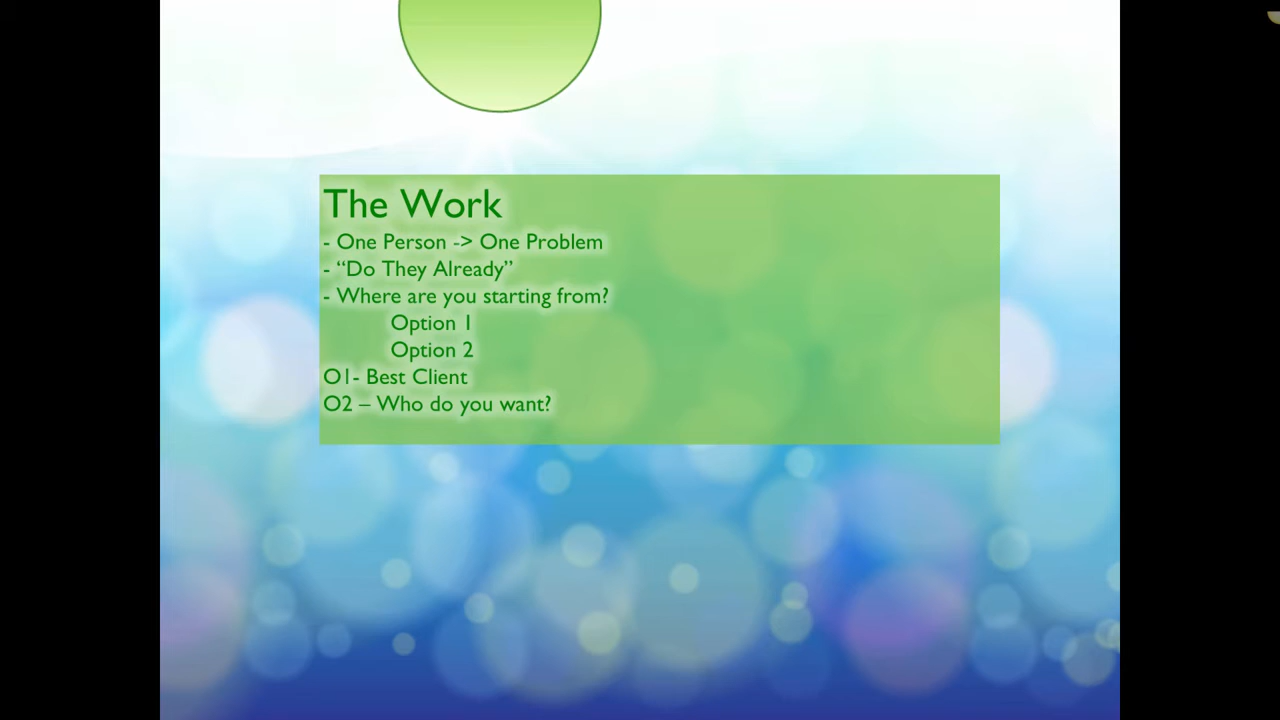 The Work
- One Person -> One Problem
- “Do They Already”
- Where are you starting from?
Option 1
Option 2
O1- Best Client
O2 – Who do you want?